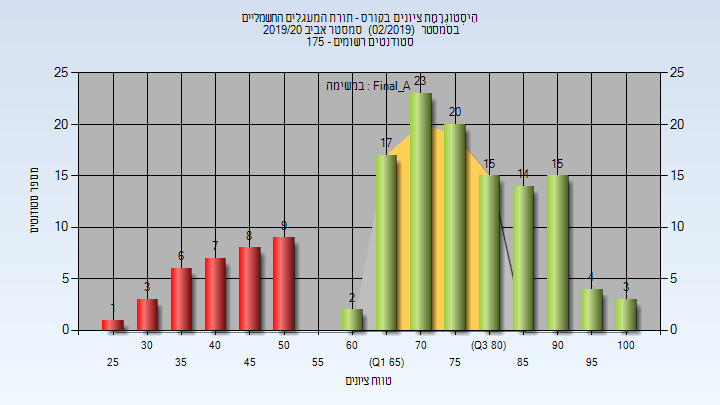 היסטוגרמת ציונים בקורס - תורת המעגלים החשמליים
בסמסטר (02/2019) סמסטר אביב 2019/20
סטודנטים רשומים - 175
במשימה : Final_A
מספר סטודנטים
25 20 15 10 5 0
25 20 15 10 5 0
1 3 6 7 8 9 2 17 23 20 15 14 15 4 3
30 40 50 60 70 (Q3 80) 90 100
25 35 45 55 (Q1 65) 75 85 95
טווח ציונים